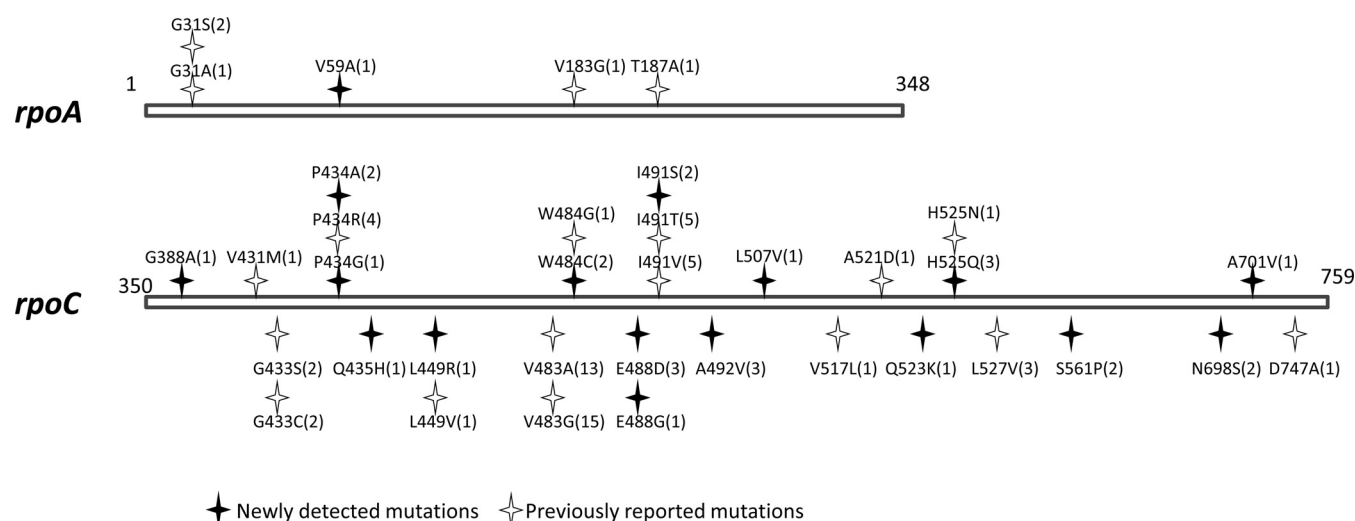 G31S(2)
G31A(1) V59A(1) V183G(1) T187A(1)
1 348
rpoA
P434A(2) I491S(2)
P434R(4) W484G(1) I491T(5) H525N(1)
G388A(1) V431M(1) P434G(1) W484C(2) I491V(5) L507V(1) A521D(1) H525Q(3) A701V(1)
350 759
rpoC
G433S(2) Q435H(1) L449R(1) V483A(13) E488D(3) A492V(3) V517L(1) Q523K(1) L527V(3) S561P(2) N698S(2) D747A(1)
G433C(2) L449V(1) V483G(15) E488G(1)
Newly detected mutations Previously reported mutations